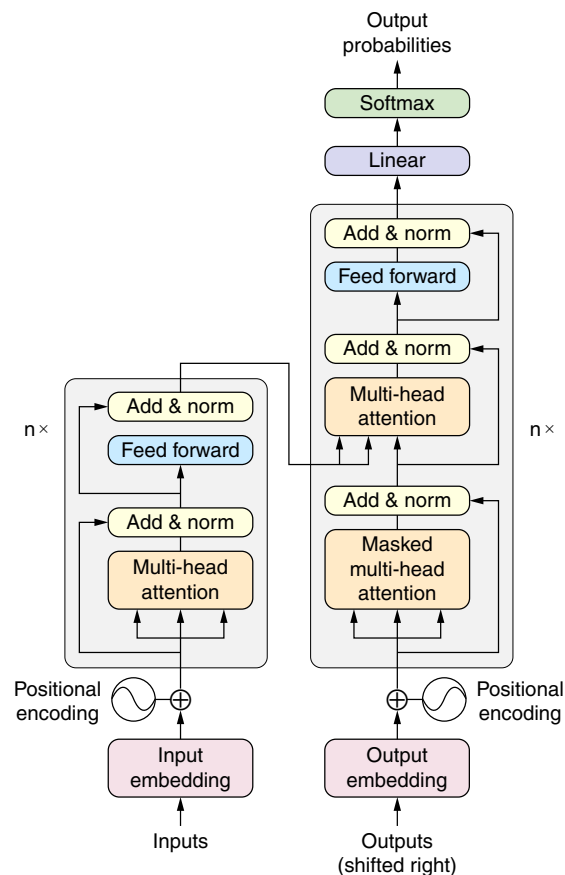 Output
probabilities
Softmax
Linear
Add & norm
Feed forward
Add & norm
Multi-head
attention
n×
Add & norm
Masked
multi-head
attention
Positional
encoding
Output
embedding
Outputs
(shifted right)
n×
Add & norm
Feed forward
Add & norm
Multi-head
attention
Positional
encoding
Input
embedding
Inputs